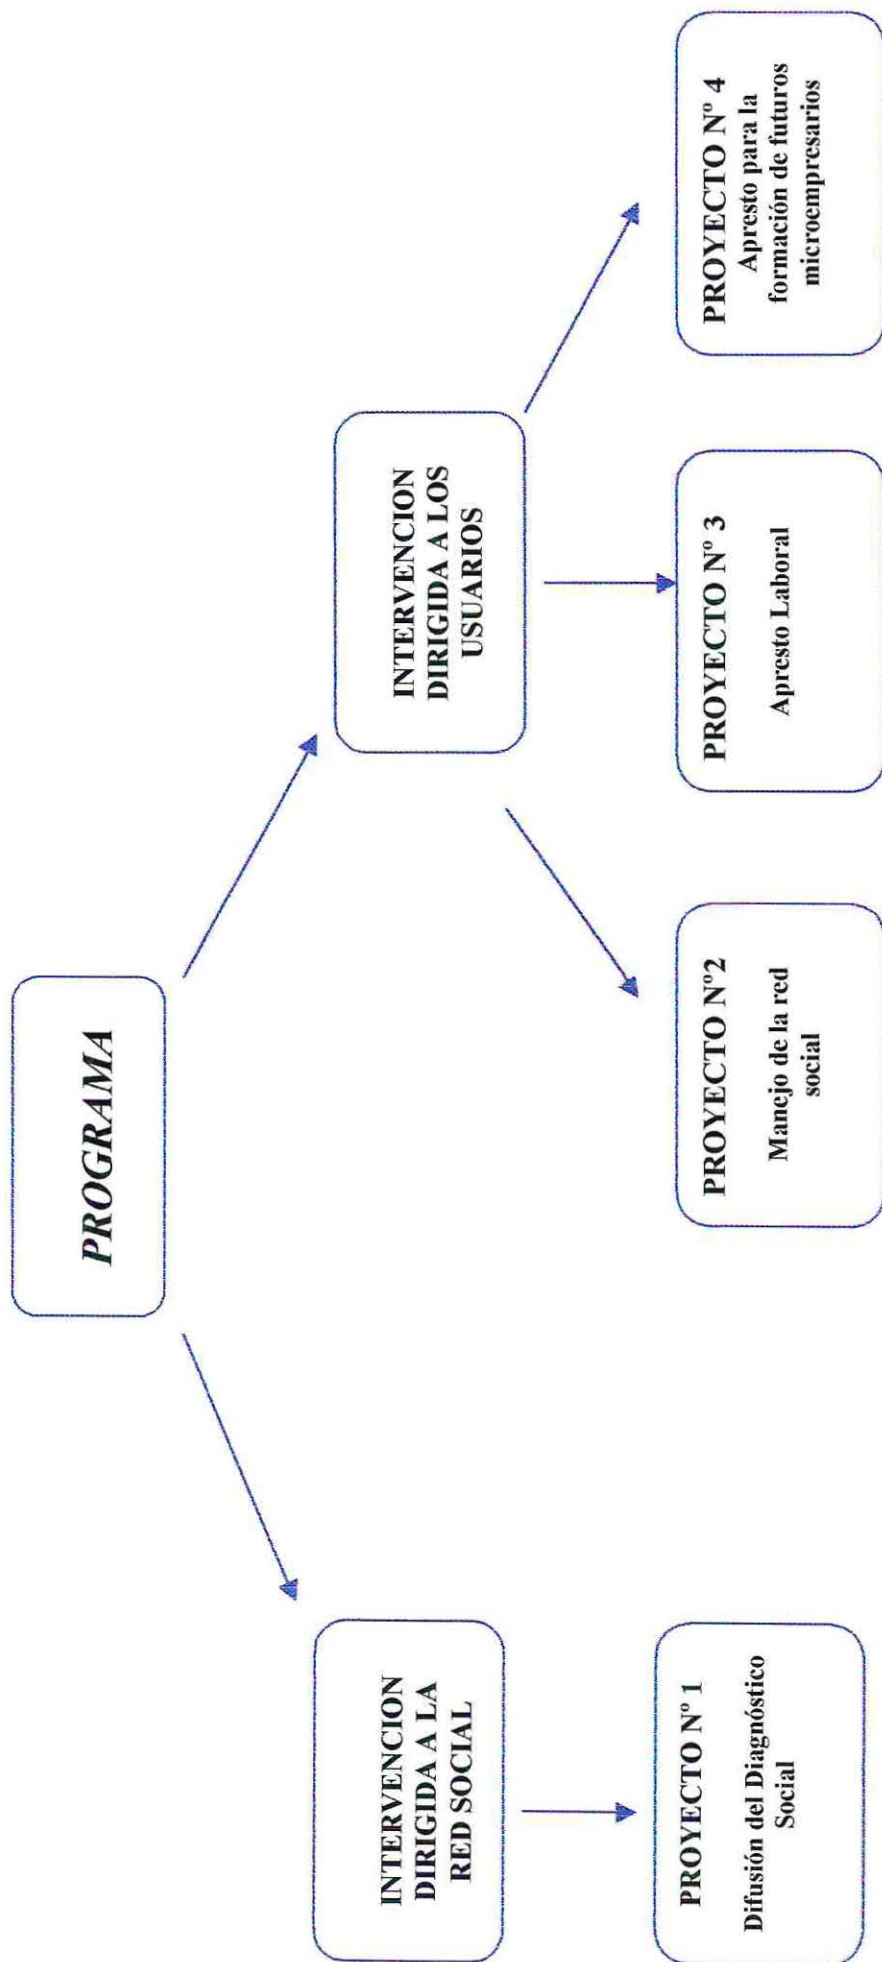 PROGRAMA
INTERVENCION
DIRIGIDA A LA
RED SOCIAL
INTERVENCION
DIRIGIDA A LOS
USUARIOS
PROYECTO Nº 1
Difusión del Diagnóstico
Social
PROYECTO Nº2
Manejo de la red
social
PROYECTO Nº 3
Apresto Laboral
PROYECTO Nº 4
Apresto para la
formación de futuros
microempresarios